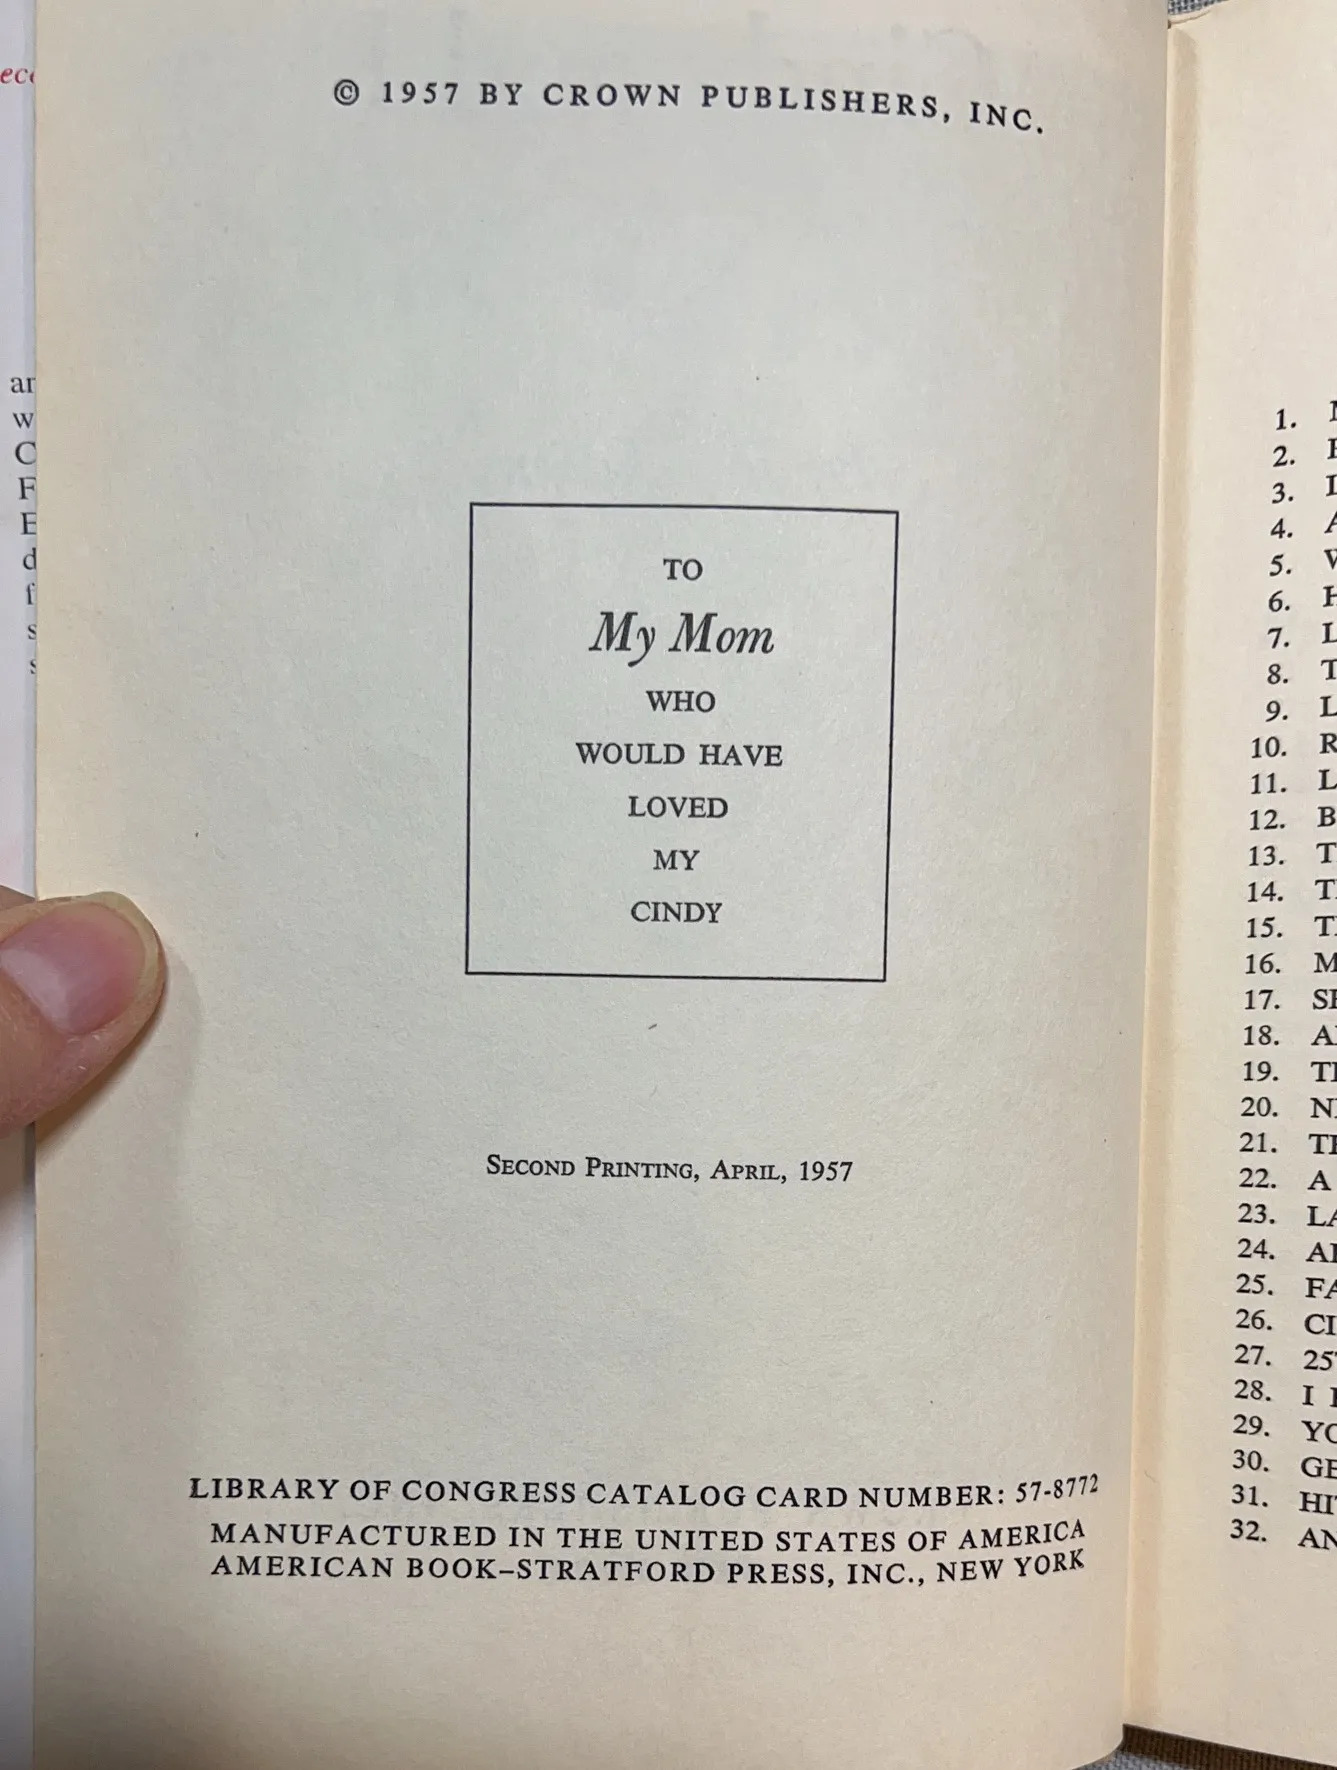 © 1957 BY CROWN PUBLISHERS, INC.
TO
My Mom
WHO
WOULD HAVE
LOVED
MY
CINDY
SECOND PRINTING, APRIL, 1957
LIBRARY OF CONGRESS CATALOG CARD NUMBER: 57-8772
MANUFACTURED IN THE UNITED STATES OF AMERICA
AMERICAN BOOK–STRATFORD PRESS, INC., NEW YORK
1.
2.
3.
4.
5.
6.
7.
8.
9.
10.
11.
12.
13.
14.
15.
16.
17.
18.
19.
20.
21.
22. A
23.
24.
25.
26.
27.
28. I
29.
30.
31.
32.